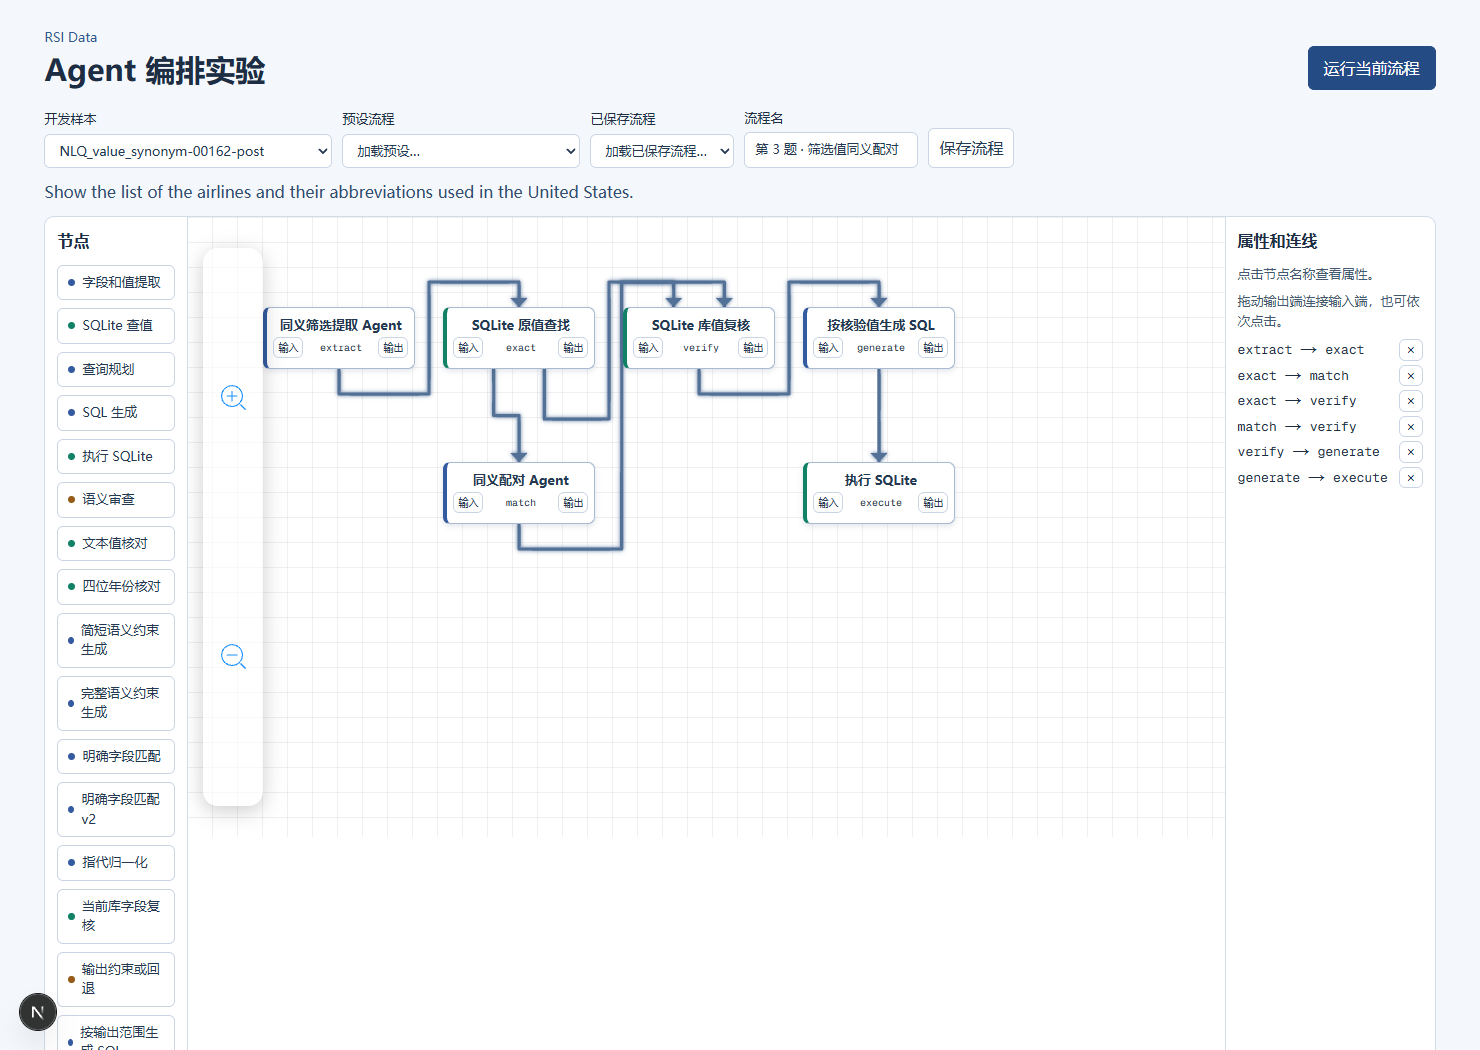 RSI Data
Agent 编排实验
运行当前流程
开发样本
预设流程
已保存流程
流程名
NLQ_value_synonym-00162-post
加载预设...
加载已保存流程...
第 3 题 · 筛选值同义配对
保存流程
Show the list of the airlines and their abbreviations used in the United States.
节点
字段和值提取
SQLite 查值
查询规划
SQL 生成
执行 SQLite
语义审查
文本值核对
四位年份核对
简短语义约束
生成
完整语义约束
生成
明确字段匹配
明确字段匹配
v2
指代归一化
当前库字段复
核
输出约束或回
退
按输出范围生
成 SQL
N
同义筛选提取 Agent
输入
extract
输出
SQLite 原值查找
输入
exact
输出
SQLite 库值复核
输入
verify
输出
按核验值生成 SQL
输入
generate
输出
同义配对 Agent
输入
match
输出
执行 SQLite
输入
execute
输出
属性和连线
点击节点名称查看属性。
拖动输出端连接输入端，也可依
次点击。
extract → exact ×
exact → match ×
exact → verify ×
match → verify ×
verify → generate ×
generate → execute ×